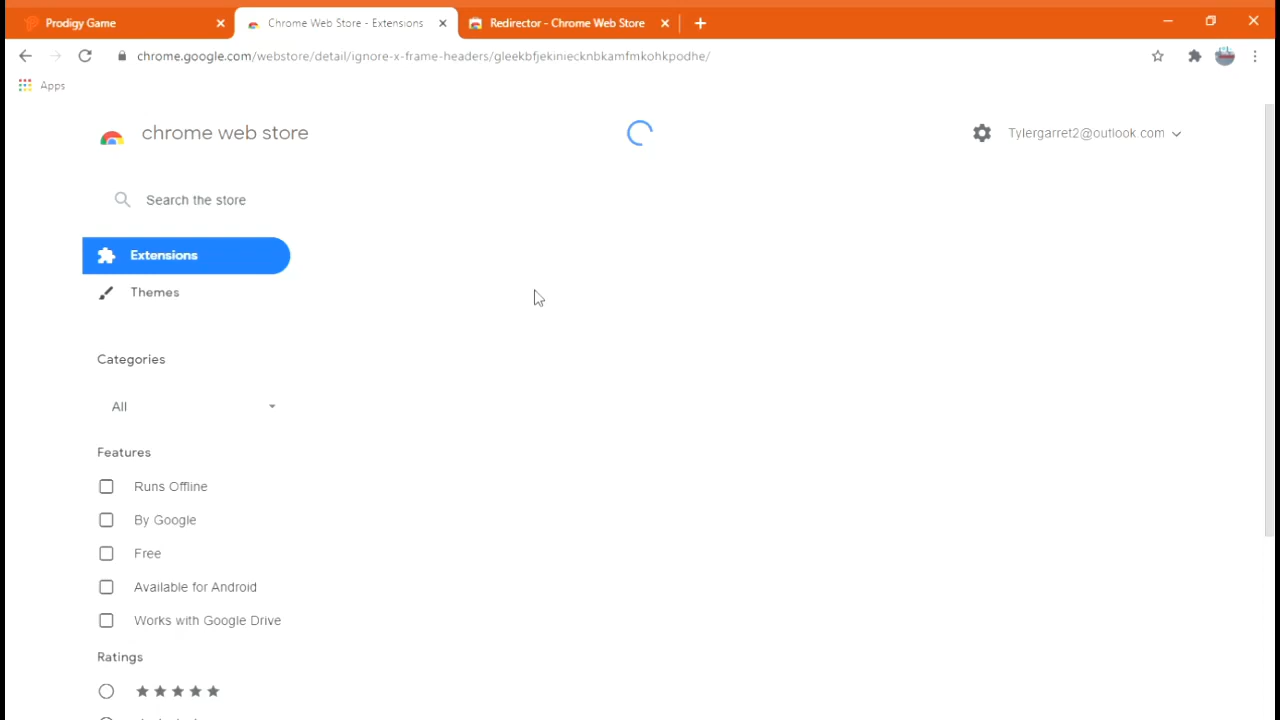 Prodigy Game
Chrome Web Store - Extensions
Redirector - Chrome Web Store
chrome.google.com/webstore/detail/ignore-x-frame-headers/gleekbfjekiniecknbkamfmkohkpodhe/
Apps
chrome web store
Tylergarret2@outlook.com
Search the store
Extensions
Themes
Categories
All
Features
Runs Offline
By Google
Free
Available for Android
Works with Google Drive
Ratings